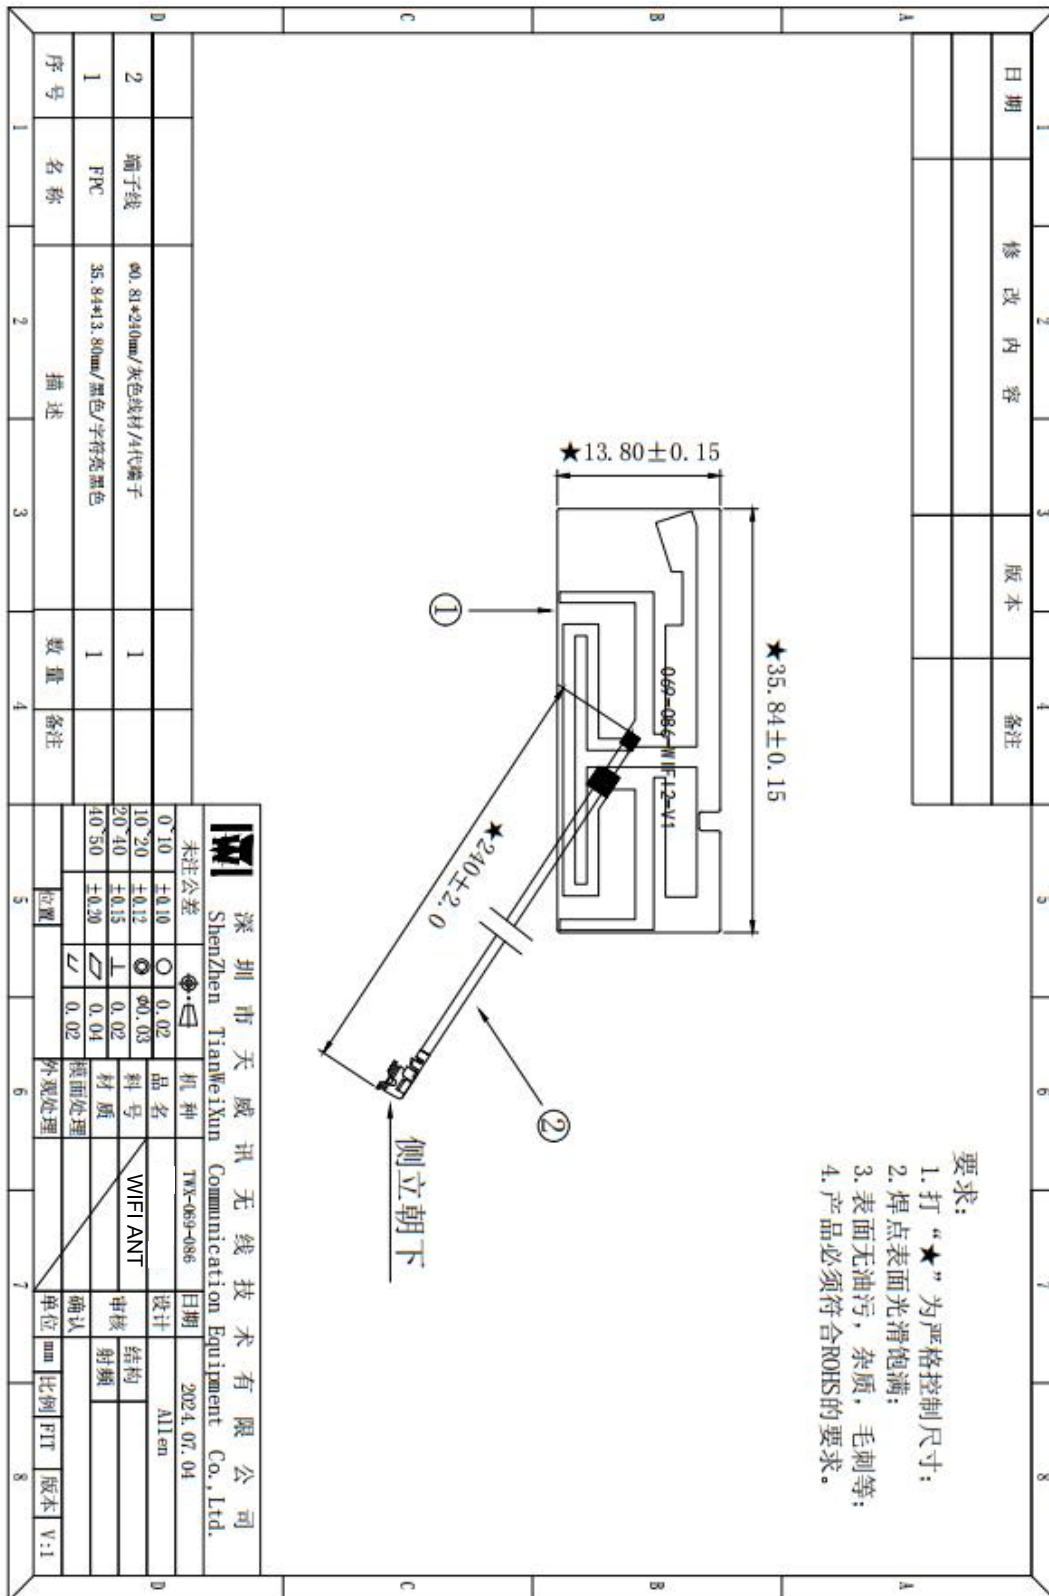 1 2 3 4 5 6 7 8
A
B
C
D
日期 修改内容 版本 备注
要求：
1. 打“★”为严格控制尺寸；
2. 焊点表面光滑饱满；
3. 表面无油污，杂质，毛刺等；
4. 产品必须符合ROHS的要求。
★35.84±0.15
★13.80±0.15
069-086-WIFI2-V1
①
★240±2.0
②
侧立朝下
2 端子线 Φ0.81*240mm/灰色线材/4代端子 1
1 FPC 35.84*13.80mm/黑色/字符亮黑色 1
序号 名称 描述 数量 备注
深圳市天威讯无线技术有限公司
ShenZhen TianWeiXun Communication Equipment Co.,Ltd.
未注公差 机种 TWX-069-086 日期 2024.07.04
0~10 ±0.10 ○ 0.02 品名 设计 Allen
10~20 ±0.12 ◎ Φ0.03 料号 WIFI ANT 审核 结构
20~40 ±0.15 ⊥ 0.02 材质 射频
40~50 ±0.20 ▱ 0.04 模面处理 确认
位置 // 0.02 外观处理 单位 mm 比例 FIT 版本 V:1
A
B
C
D
1 2 3 4 5 6 7 8